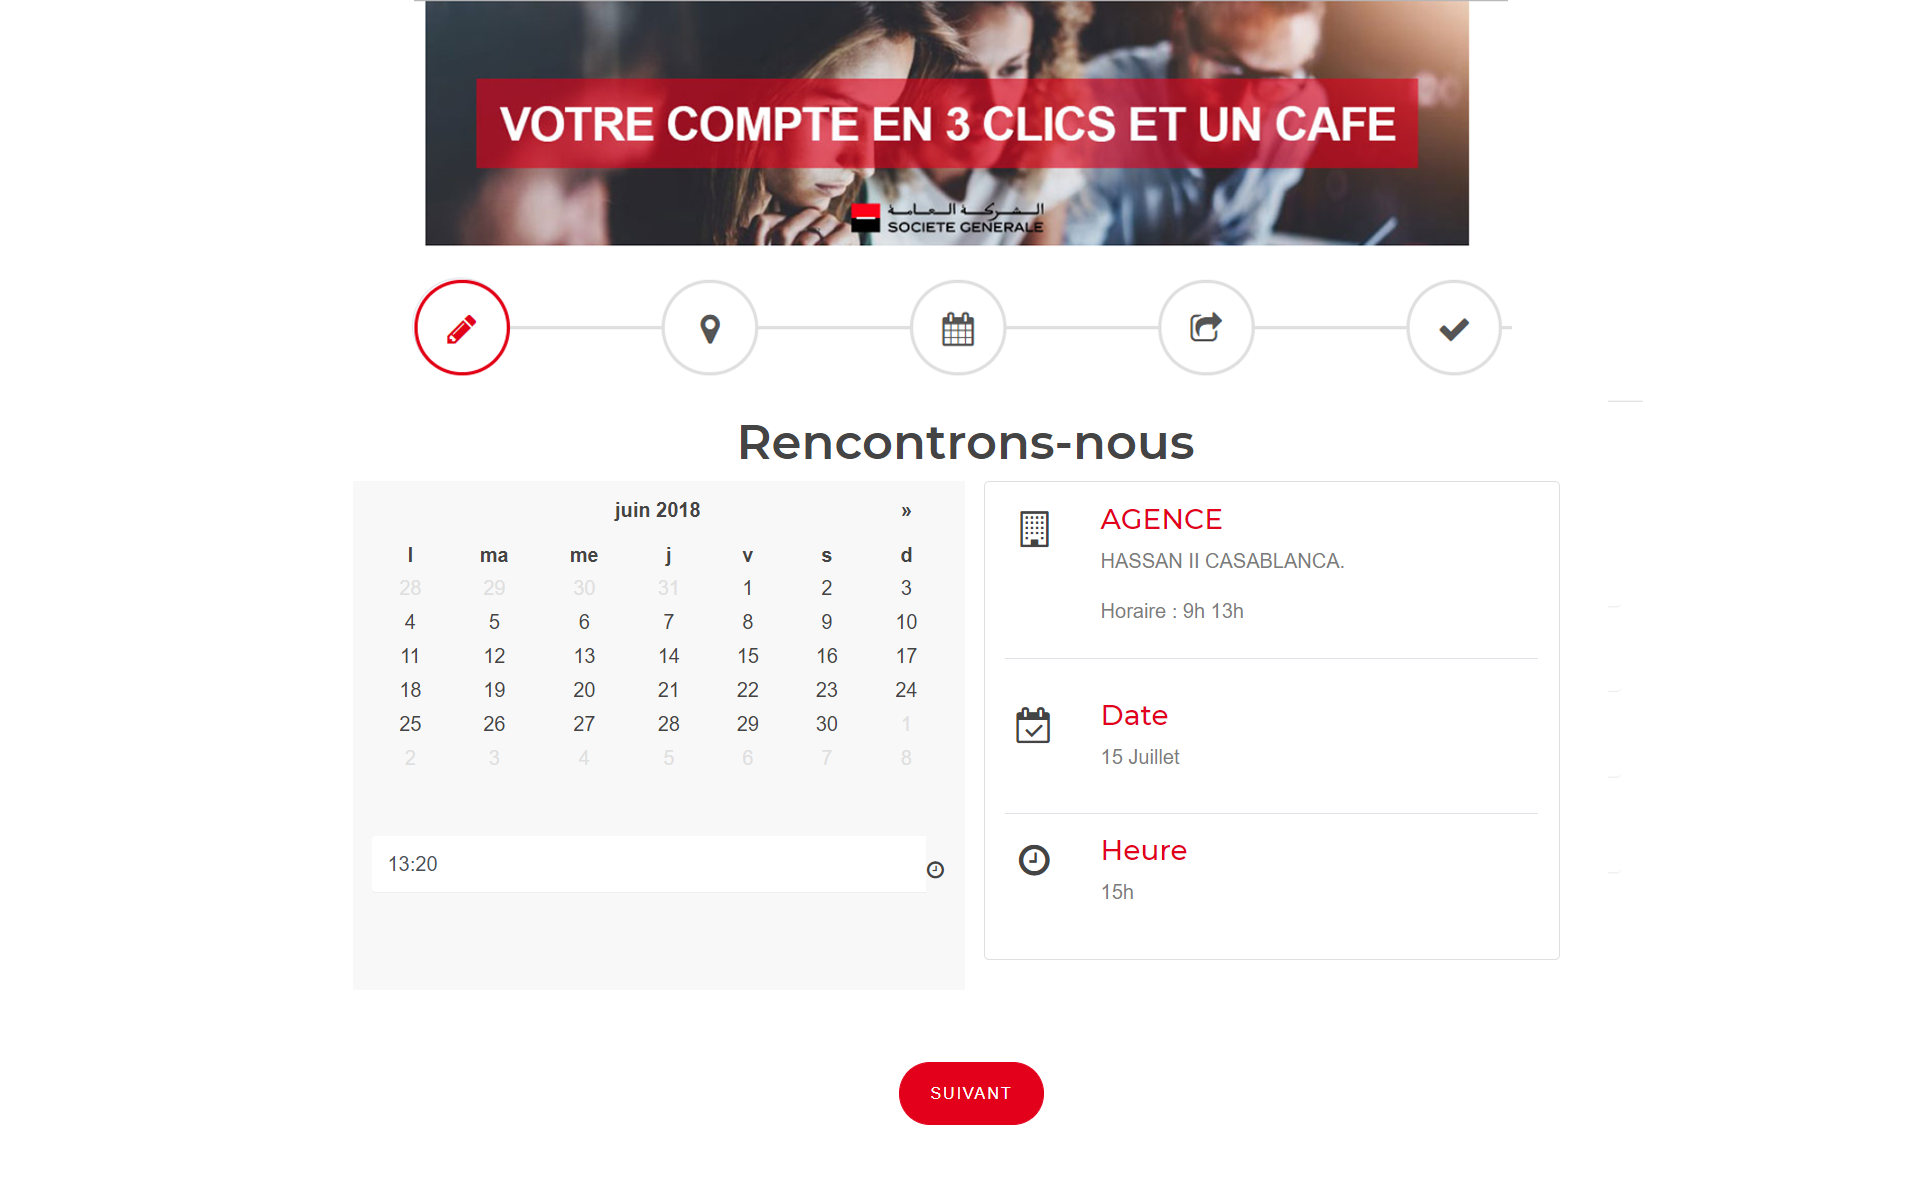 VOTRE COMPTE EN 3 CLICS ET UN CAFE
الشركة العامة
SOCIETE GENERALE
Rencontrons-nous
juin 2018 »
l ma me j v s d
28 29 30 31 1 2 3
4 5 6 7 8 9 10
11 12 13 14 15 16 17
18 19 20 21 22 23 24
25 26 27 28 29 30 1
2 3 4 5 6 7 8
13:20
AGENCE
HASSAN II CASABLANCA.
Horaire : 9h 13h
Date
15 Juillet
Heure
15h
SUIVANT